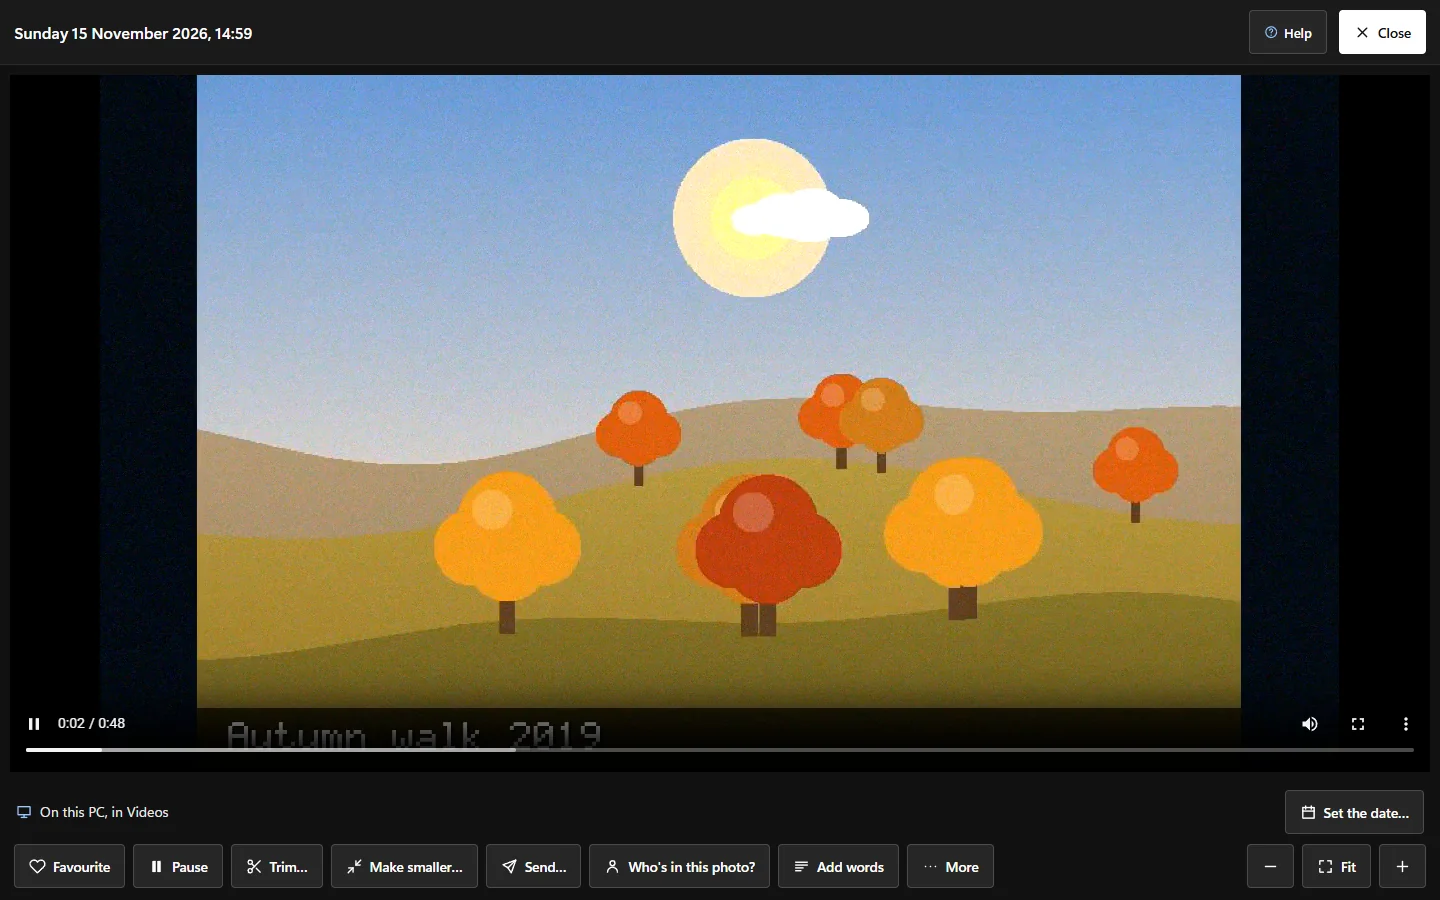 Sunday 15 November 2026, 14:59
Help
Close
Autumn walk 2019
0:02 / 0:48
On this PC, in Videos
Set the date...
Favourite
Pause
Trim...
Make smaller...
Send...
Who's in this photo?
Add words
More
Fit